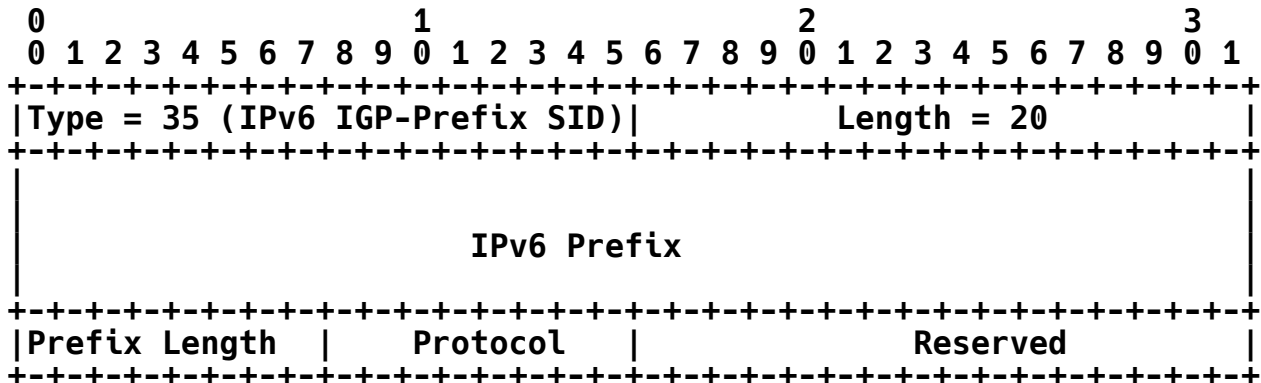 0                   1                   2                   3
 0 1 2 3 4 5 6 7 8 9 0 1 2 3 4 5 6 7 8 9 0 1 2 3 4 5 6 7 8 9 0 1
+-+-+-+-+-+-+-+-+-+-+-+-+-+-+-+-+-+-+-+-+-+-+-+-+-+-+-+-+-+-+-+-+
|Type = 35 (IPv6 IGP-Prefix SID)|          Length = 20          |
+-+-+-+-+-+-+-+-+-+-+-+-+-+-+-+-+-+-+-+-+-+-+-+-+-+-+-+-+-+-+-+-+
|                                                               |
|                                                               |
|                       IPv6 Prefix                             |
|                                                               |
+-+-+-+-+-+-+-+-+-+-+-+-+-+-+-+-+-+-+-+-+-+-+-+-+-+-+-+-+-+-+-+-+
|Prefix Length  |    Protocol   |              Reserved         |
+-+-+-+-+-+-+-+-+-+-+-+-+-+-+-+-+-+-+-+-+-+-+-+-+-+-+-+-+-+-+-+-+